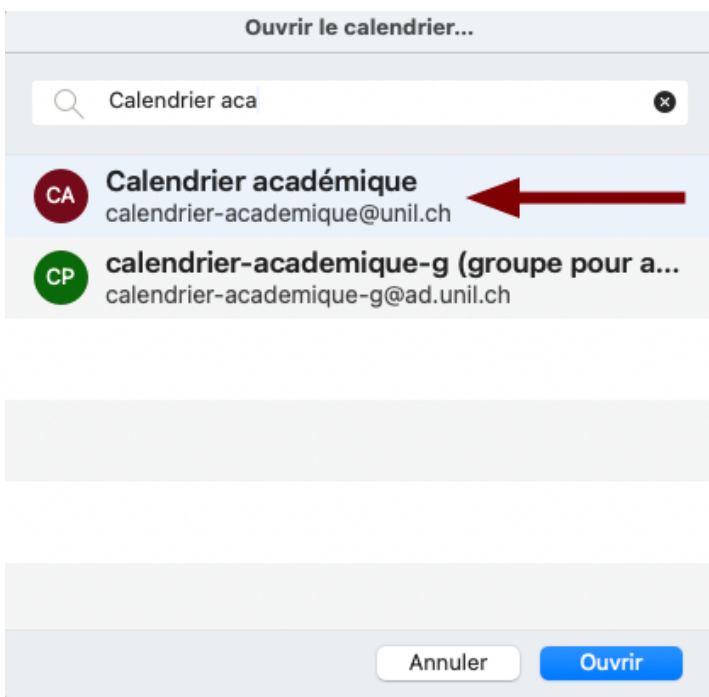 Ouvrir le calendrier...
Calendrier aca
CA
Calendrier académique
calendrier-academique@unil.ch
CP
calendrier-academique-g (groupe pour a...
calendrier-academique-g@ad.unil.ch
Annuler
Ouvrir